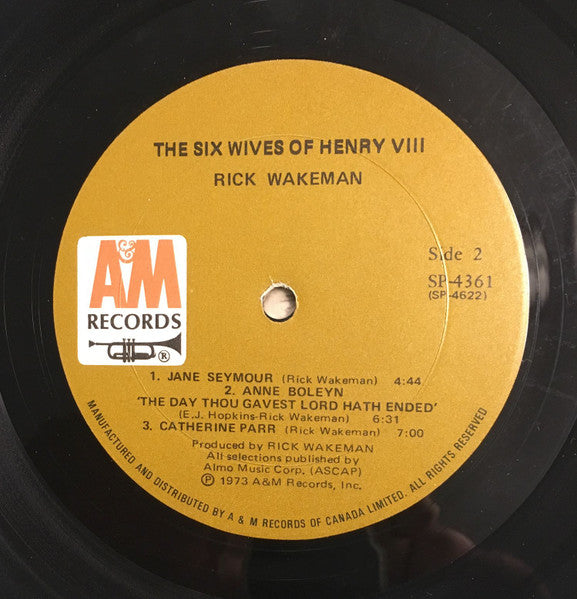 THE SIX WIVES OF HENRY VIII
RICK WAKEMAN
A&M
RECORDS
®
Side 2
SP-4361
(SP-4622)
1. JANE SEYMOUR (Rick Wakeman) 4:44
2. ANNE BOLEYN
'THE DAY THOU GAVEST LORD HATH ENDED'
(E.J. Hopkins-Rick Wakeman) 6:31
3. CATHERINE PARR (Rick Wakeman) 7:00
Produced by RICK WAKEMAN
All selections published by
Almo Music Corp. (ASCAP)
Ⓟ 1973 A&M Records, Inc.
MANUFACTURED AND DISTRIBUTED BY A & M RECORDS OF CANADA LIMITED. ALL RIGHTS RESERVED